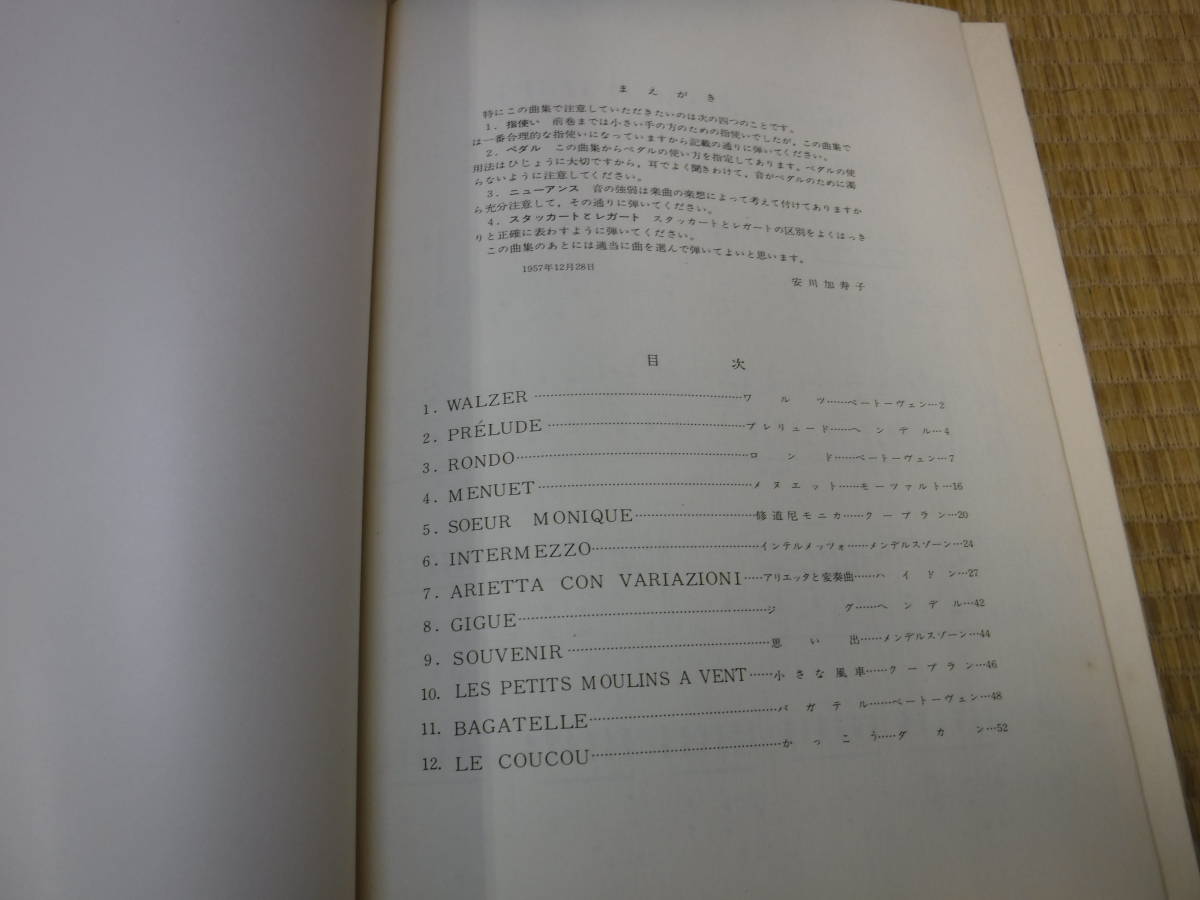 まえがき
特にこの曲集で注意していただきたいのは次の四つのことです。
1．指使い　前巻までは小さい手の方のための指使いでしたが，この曲集で
は一番合理的な指使いになっていますから記載の通りに弾いてください。
2．ペダル　この曲集からペダルの使い方を指定してあります。ペダルの使
用法はひじょうに大切ですから，耳でよく聞きわけて，音がペダルのために濁
らないように注意してください。
3．ニューアンス　音の強弱は楽曲の楽想によって考えて付けてありますか
ら充分注意して，その通りに弾いてください。
4．スタッカートとレガート　スタッカートとレガートの区別をよくはっき
りと正確に表わすように弾いてください。
この曲集のあとには適当に曲を選んで弾いてよいと思います。
1957年12月28日
安川加寿子
目　次
1. WALZER……ワルツ……ベートーヴェン…2
2. PRÉLUDE……プレリュード……ヘンデル…4
3. RONDO……ロンド……ベートーヴェン…7
4. MENUET……メヌエット……モーツァルト…16
5. SOEUR MONIQUE……修道尼モニカ……クープラン…20
6. INTERMEZZO……インテルメッツォ……メンデルスゾーン…24
7. ARIETTA CON VARIAZIONI……アリエッタと変奏曲……ハイドン…27
8. GIGUE……ジグ……ヘンデル…42
9. SOUVENIR……思い出……メンデルスゾーン…44
10. LES PETITS MOULINS A VENT……小さな風車……クープラン…46
11. BAGATELLE……バガテル……ベートーヴェン…48
12. LE COUCOU……かっこう……ダカン…52